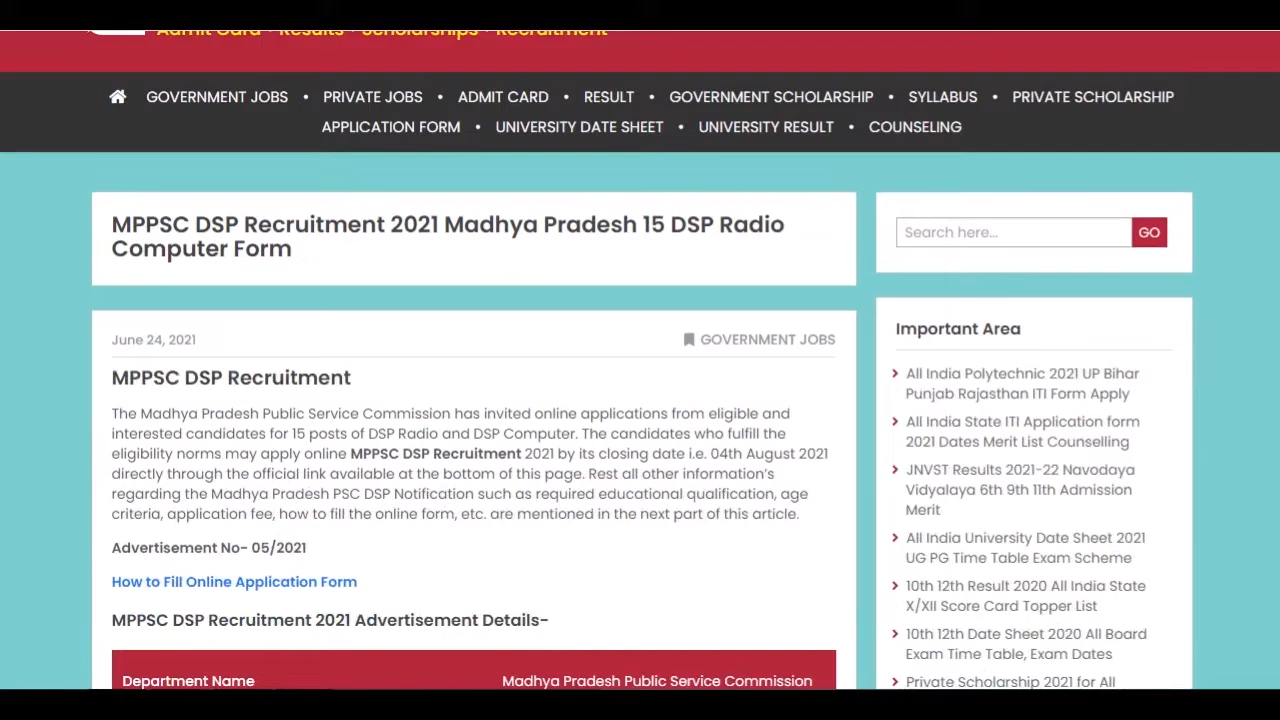 Admit Card • Results • Scholarships • Recruitment
GOVERNMENT JOBS • PRIVATE JOBS • ADMIT CARD • RESULT • GOVERNMENT SCHOLARSHIP • SYLLABUS • PRIVATE SCHOLARSHIP
APPLICATION FORM • UNIVERSITY DATE SHEET • UNIVERSITY RESULT • COUNSELING
MPPSC DSP Recruitment 2021 Madhya Pradesh 15 DSP Radio
Computer Form
June 24, 2021
GOVERNMENT JOBS
MPPSC DSP Recruitment
The Madhya Pradesh Public Service Commission has invited online applications from eligible and
interested candidates for 15 posts of DSP Radio and DSP Computer. The candidates who fulfill the
eligibility norms may apply online MPPSC DSP Recruitment 2021 by its closing date i.e. 04th August 2021
directly through the official link available at the bottom of this page. Rest all other information's
regarding the Madhya Pradesh PSC DSP Notification such as required educational qualification, age
criteria, application fee, how to fill the online form, etc. are mentioned in the next part of this article.
Advertisement No- 05/2021
How to Fill Online Application Form
MPPSC DSP Recruitment 2021 Advertisement Details-
Department Name
Madhya Pradesh Public Service Commission
Search here...
GO
Important Area
All India Polytechnic 2021 UP Bihar
Punjab Rajasthan ITI Form Apply
All India State ITI Application form
2021 Dates Merit List Counselling
JNVST Results 2021-22 Navodaya
Vidyalaya 6th 9th 11th Admission
Merit
All India University Date Sheet 2021
UG PG Time Table Exam Scheme
10th 12th Result 2020 All India State
X/XII Score Card Topper List
10th 12th Date Sheet 2020 All Board
Exam Time Table, Exam Dates
Private Scholarship 2021 for All